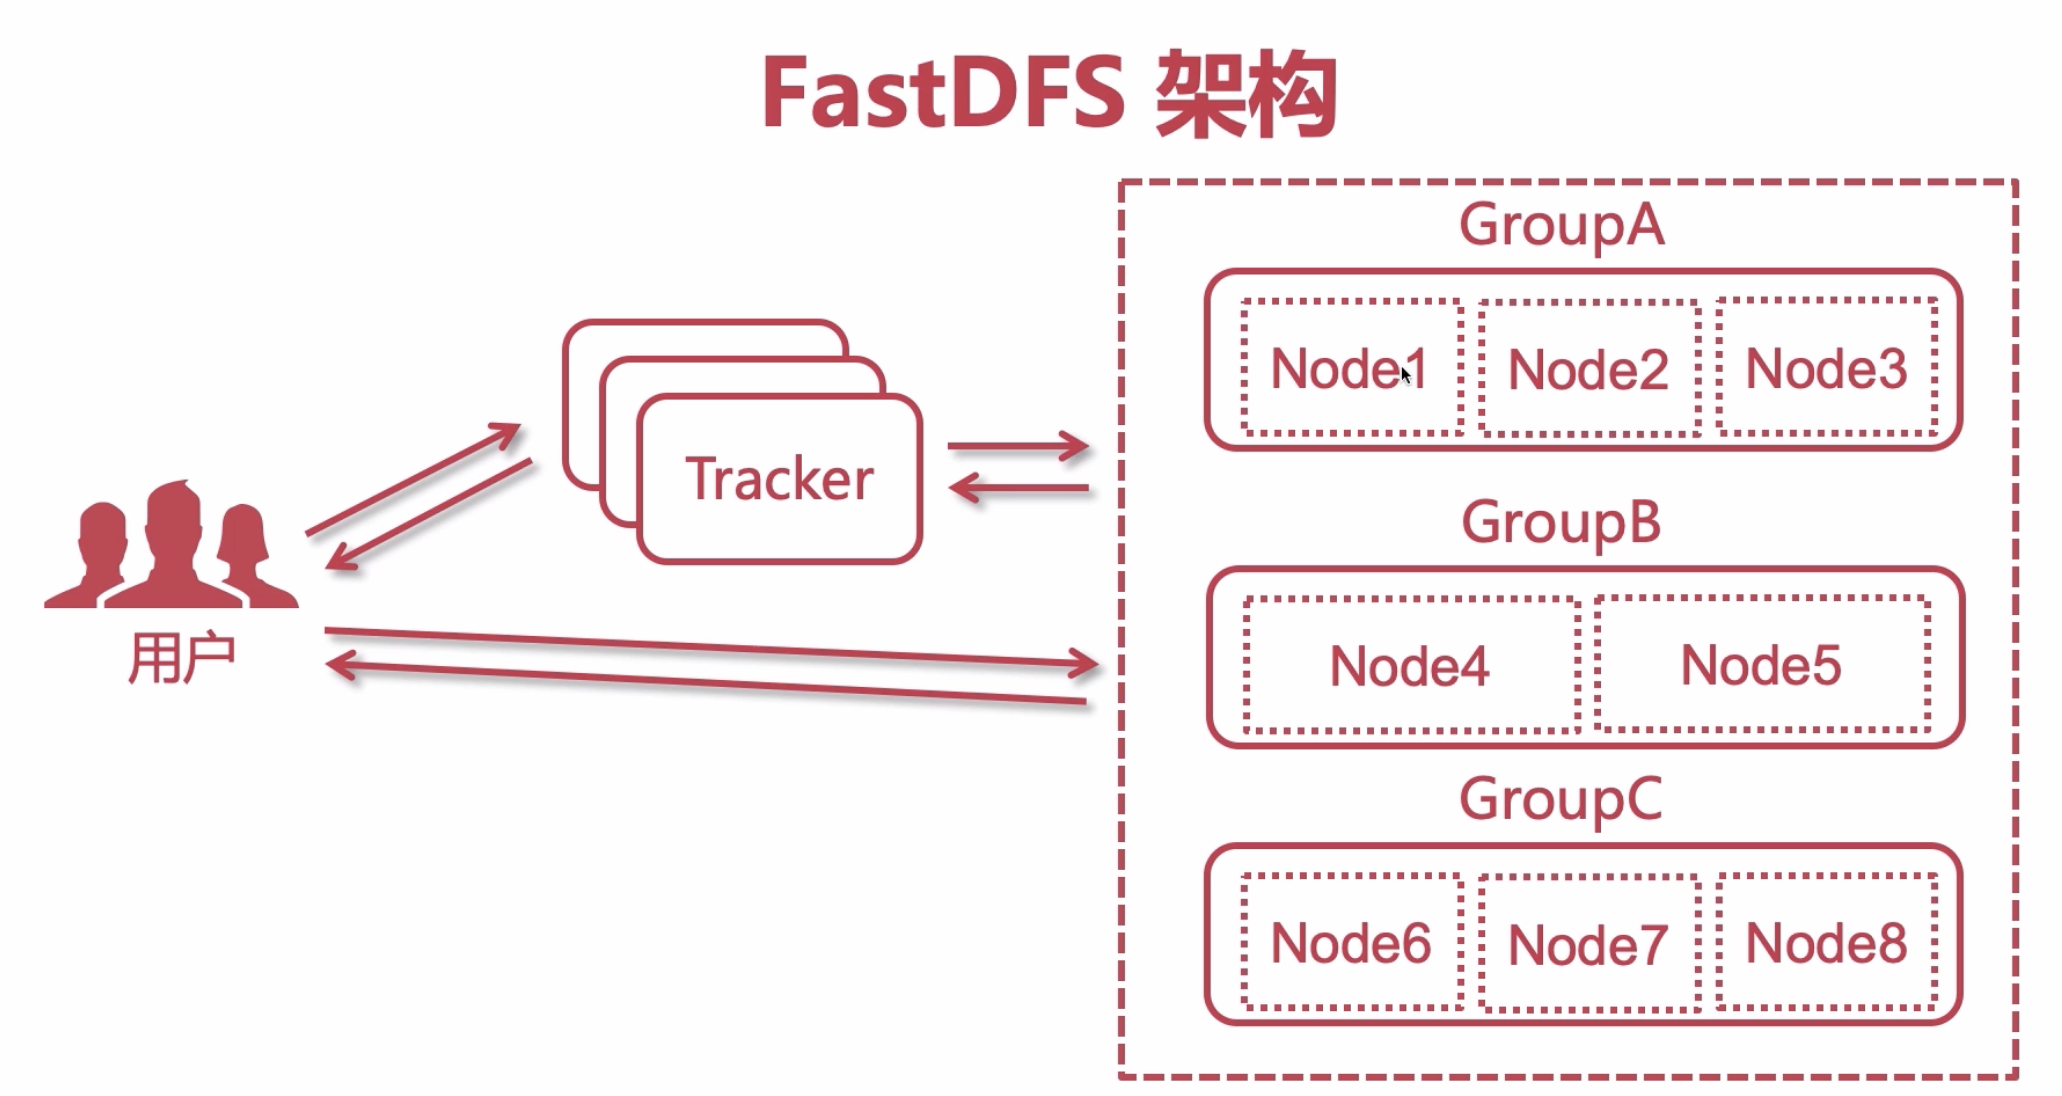 FastDFS 架构
GroupA
Node1 Node2 Node3
Tracker
GroupB
用户
Node4 Node5
GroupC
Node6 Node7 Node8